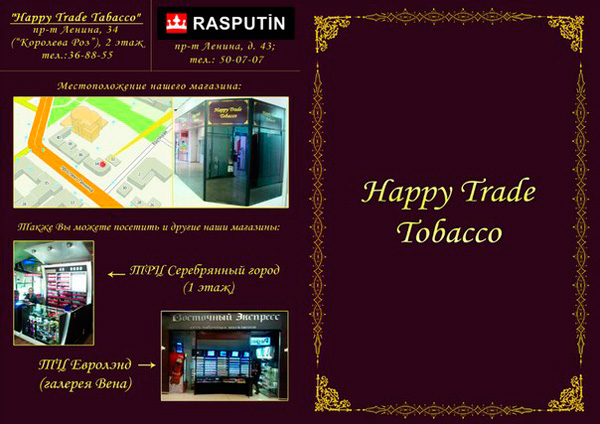 "Happy Trade Tabacco"
пр-т Ленина, 34
("Королева Роз"), 2 этаж
тел.:36-88-55
RASPUTİN
пр-т Ленина, д. 43;
тел.: 50-07-07
Местоположение нашего магазина:
Happy Trade
Tobacco
Также Вы можете посетить и другие наши магазины:
ТРЦ Серебрянный город
(1 этаж)
Восточный Экспресс
ТЦ Евролэнд
(галерея Вена)
Happy Trade
Tobacco